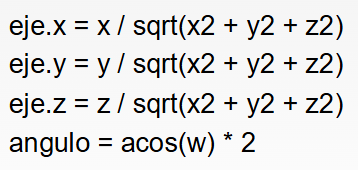 eje.x = x / sqrt(x2 + y2 + z2)
eje.y = y / sqrt(x2 + y2 + z2)
eje.z = z / sqrt(x2 + y2 + z2)
angulo = acos(w) * 2